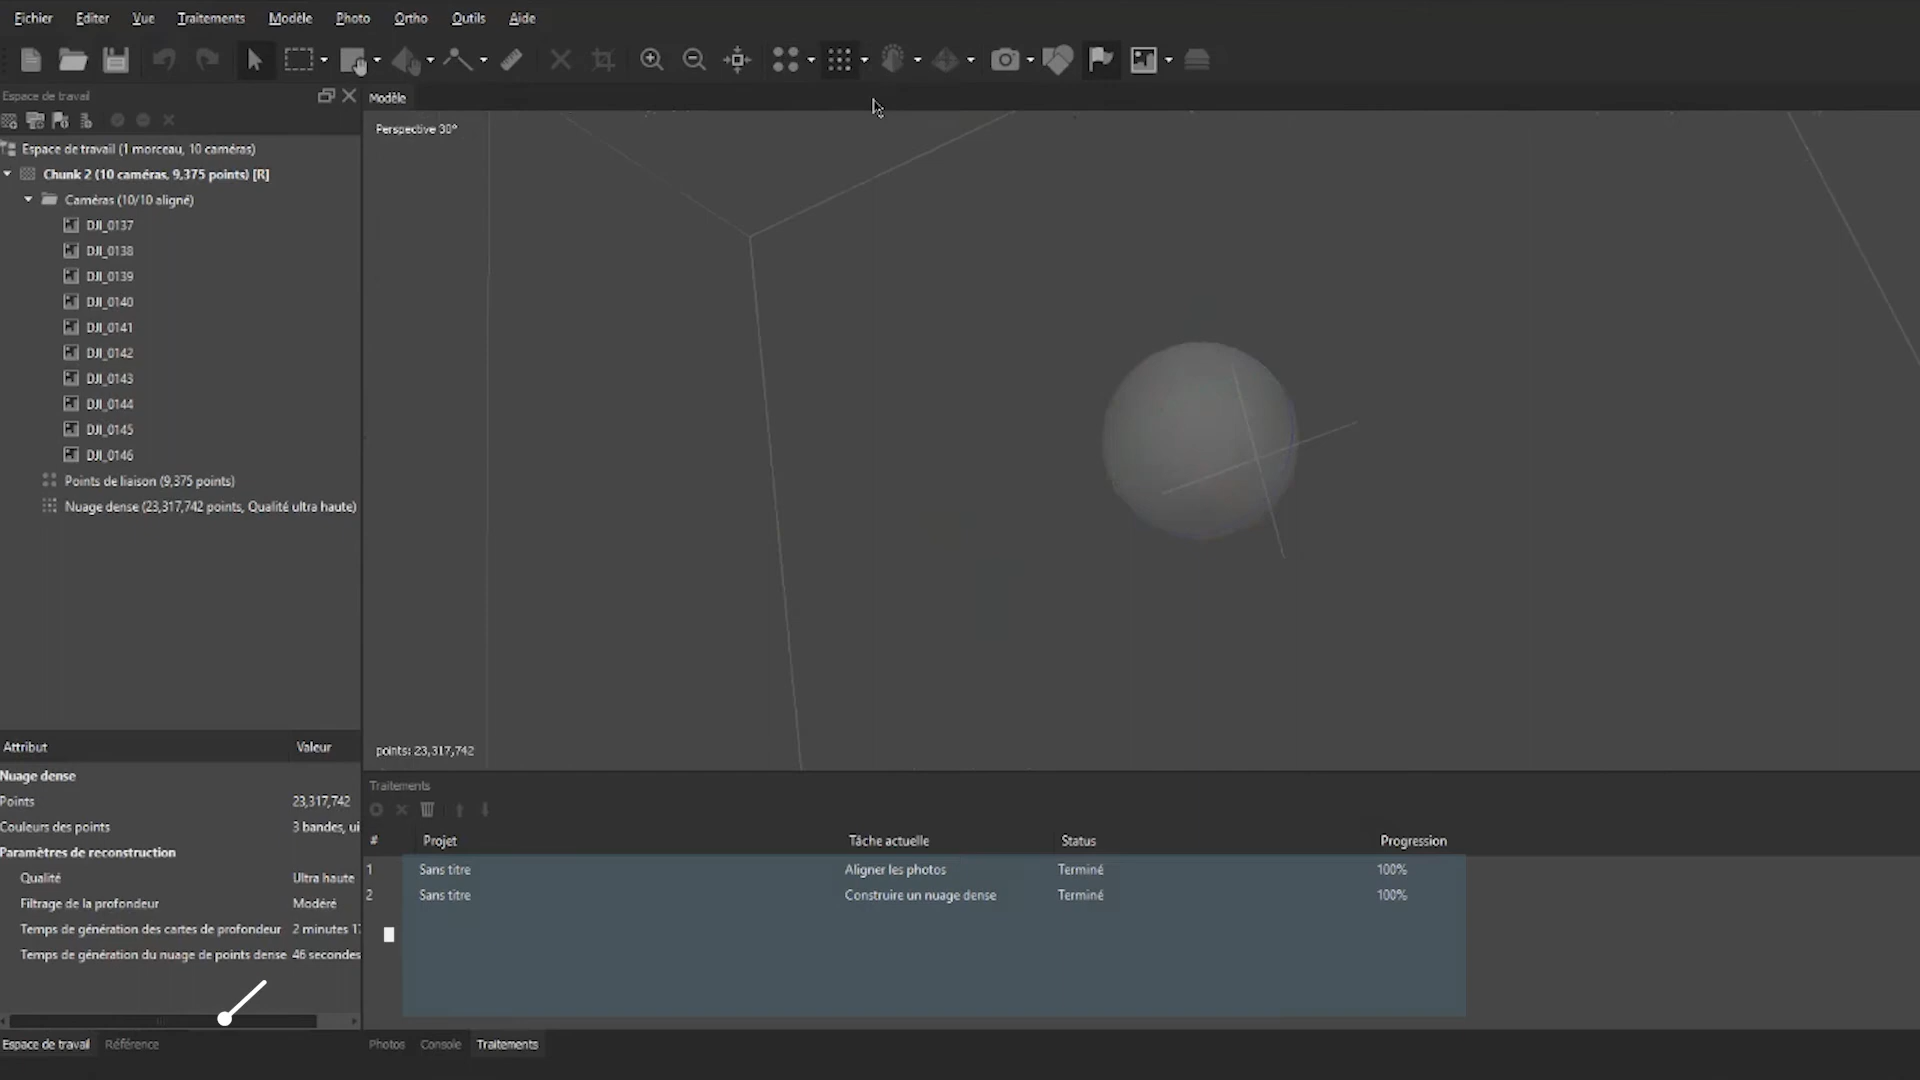 Fichier Editer Vue Traitements Modèle Photo Ortho Outils Aide
Espace de travail
Modèle
Perspective 30°
Espace de travail (1 morceau, 10 caméras)
Chunk 2 (10 caméras, 9,375 points) [R]
Caméras (10/10 aligné)
DJI_0137
DJI_0138
DJI_0139
DJI_0140
DJI_0141
DJI_0142
DJI_0143
DJI_0144
DJI_0145
DJI_0146
Points de liaison (9,375 points)
Nuage dense (23,317,742 points, Qualité ultra haute)
points: 23,317,742
Attribut Valeur
Nuage dense
Points 23,317,742
Couleurs des points 3 bandes, ui
Paramètres de reconstruction
Qualité Ultra haute
Filtrage de la profondeur Modéré
Temps de génération des cartes de profondeur 2 minutes 1
Temps de génération du nuage de points dense 46 secondes
Traitements
# Projet Tâche actuelle Status Progression
1 Sans titre Aligner les photos Terminé 100%
2 Sans titre Construire un nuage dense Terminé 100%
Espace de travail Référence
Photos Console Traitements